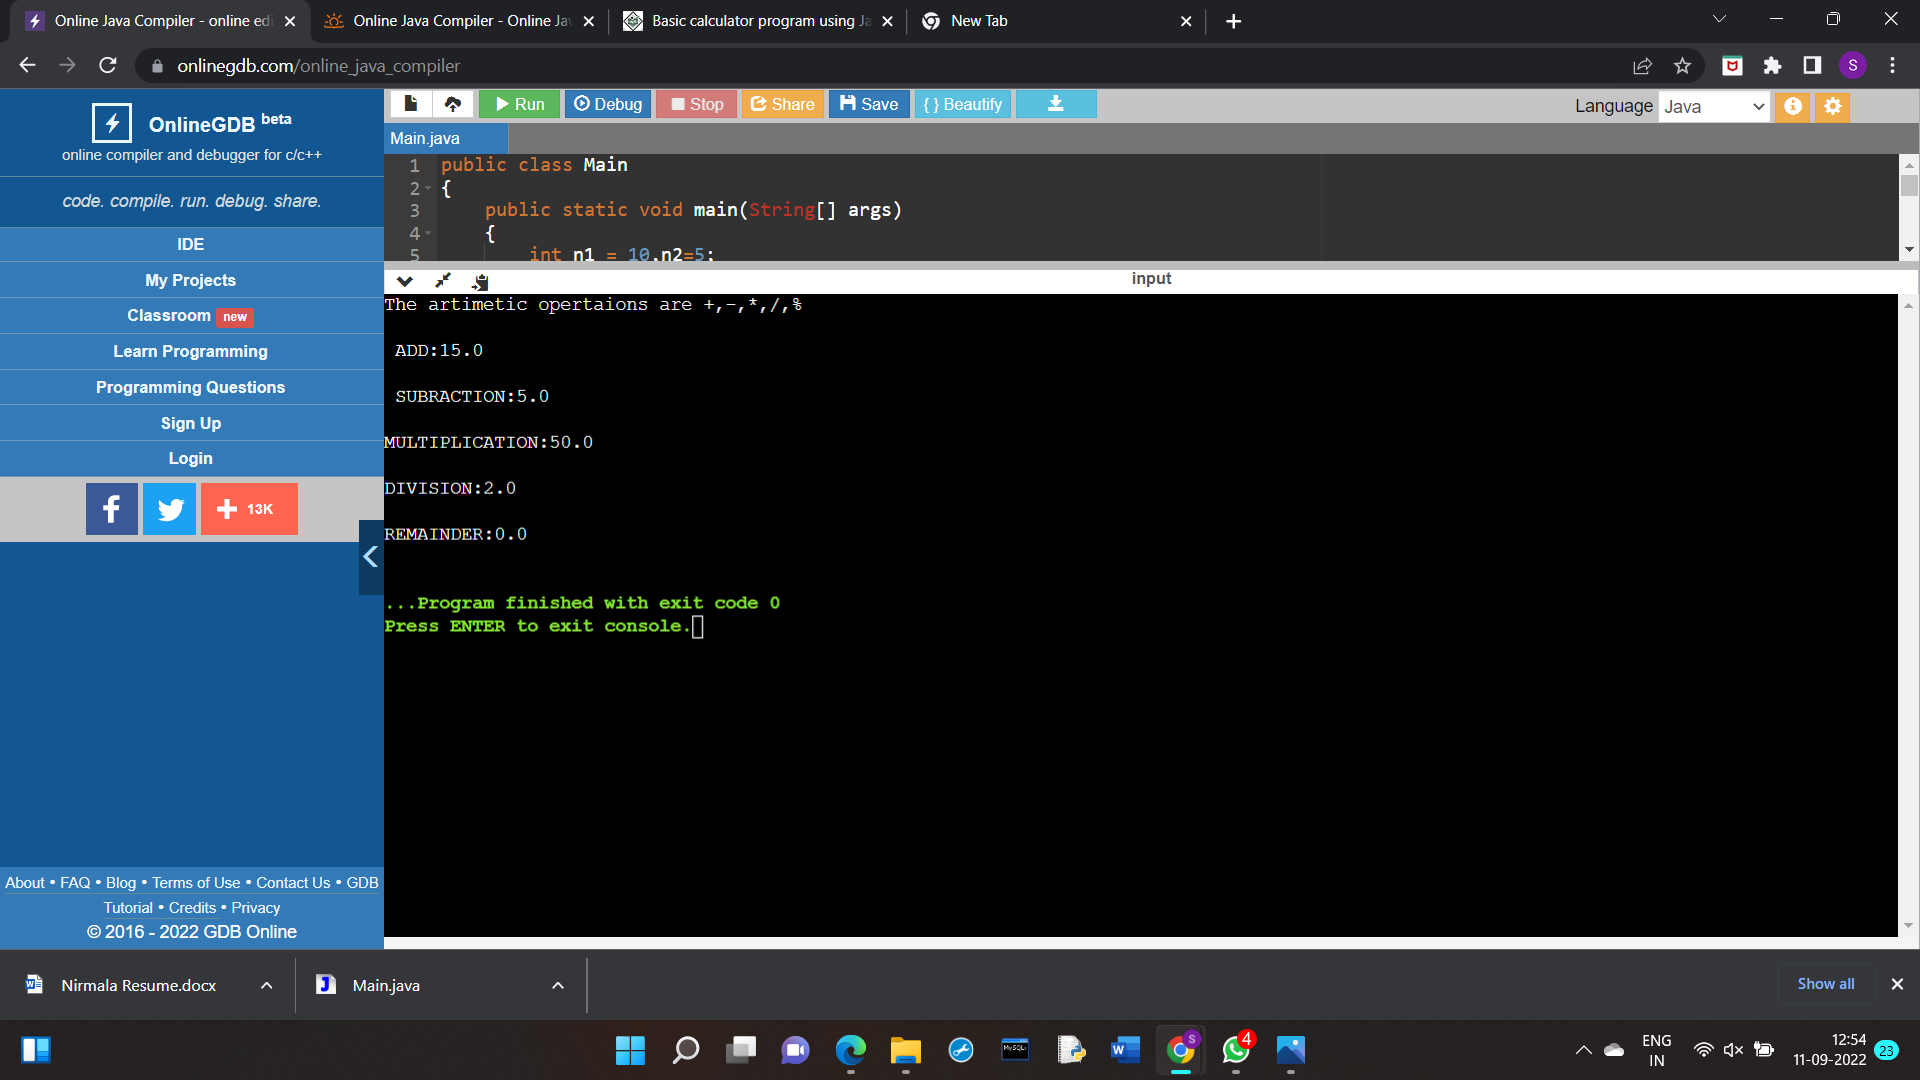 Online Java Compiler - online edi
Online Java Compiler - Online Jav
Basic calculator program using Ja
New Tab
onlinegdb.com/online_java_compiler
S
OnlineGDB beta
online compiler and debugger for c/c++
code. compile. run. debug. share.
IDE
My Projects
Classroom new
Learn Programming
Programming Questions
Sign Up
Login
13K
About • FAQ • Blog • Terms of Use • Contact Us • GDB
Tutorial • Credits • Privacy
© 2016 - 2022 GDB Online
Run Debug Stop Share Save {} Beautify
Language Java
Main.java
1 public class Main
2 {
3 public static void main(String[] args)
4 {
5 int n1 = 10,n2=5;
input
The artimetic opertaions are +,-,*,/,%
ADD:15.0
SUBRACTION:5.0
MULTIPLICATION:50.0
DIVISION:2.0
REMAINDER:0.0
...Program finished with exit code 0
Press ENTER to exit console.
Nirmala Resume.docx
Main.java
Show all
MySQL
W
S
4
ENG
IN
12:54
11-09-2022
23